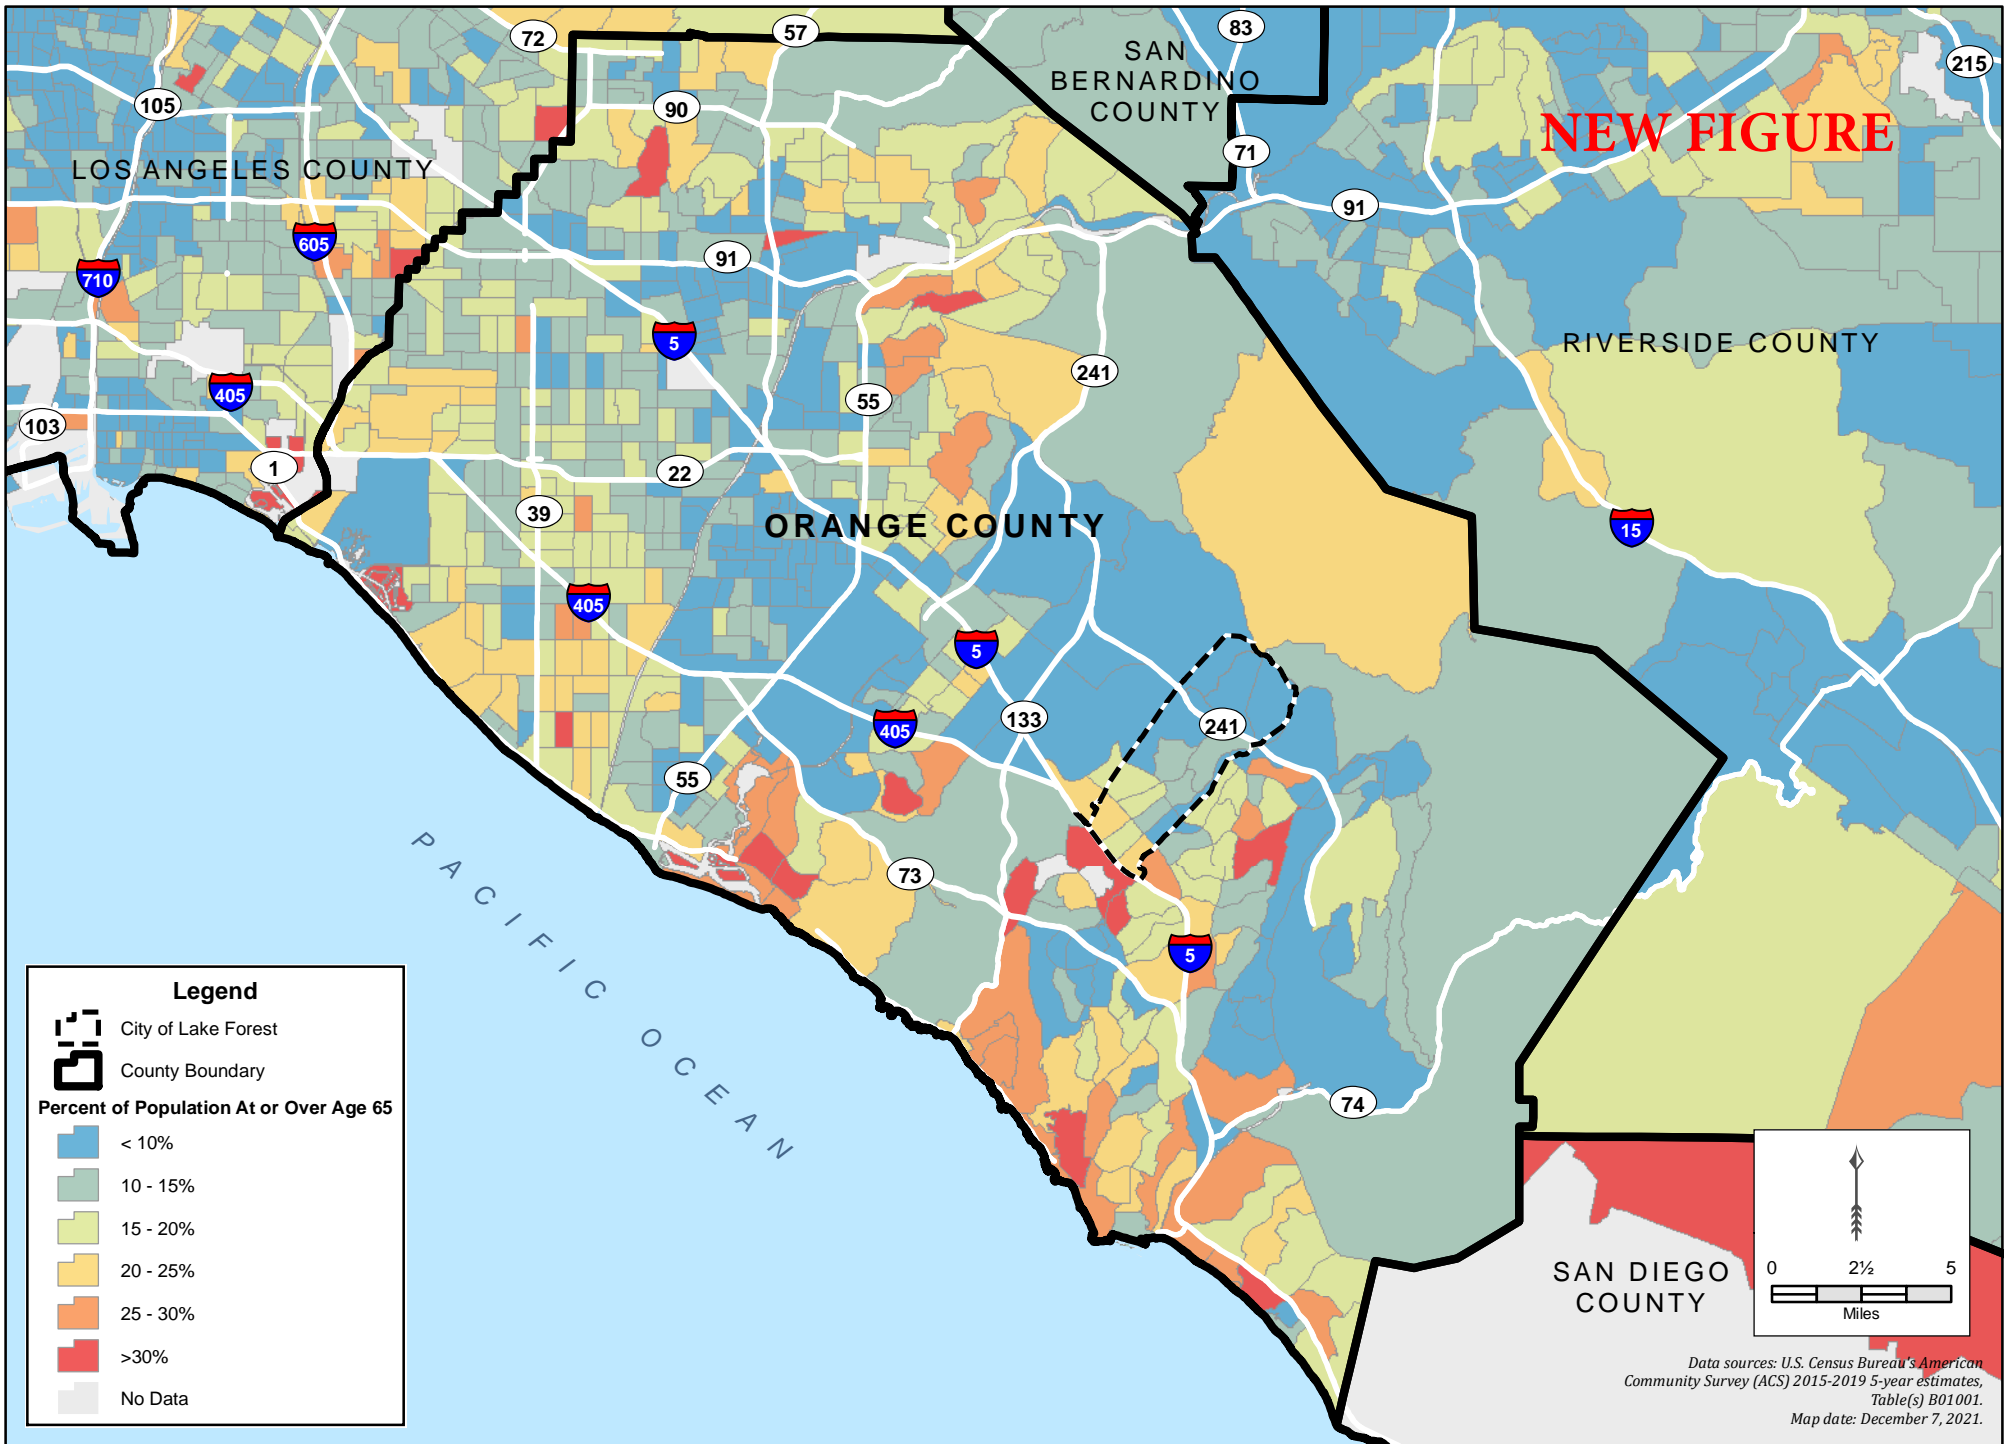 72
57
83
SAN
BERNARDINO
COUNTY
215
105
90
NEW FIGURE
LOS ANGELES COUNTY
71
91
605
91
710
5
RIVERSIDE COUNTY
241
405
55
103
1
22
39
ORANGE COUNTY
15
405
5
133
241
405
55
73
PACIFIC OCEAN
5
74
Legend
City of Lake Forest
County Boundary
Percent of Population At or Over Age 65
< 10%
10 - 15%
15 - 20%
20 - 25%
25 - 30%
>30%
No Data
SAN DIEGO
COUNTY
0 2½ 5
Miles
Data sources: U.S. Census Bureau's American
Community Survey (ACS) 2015-2019 5-year estimates,
Table(s) B01001.
Map date: December 7, 2021.